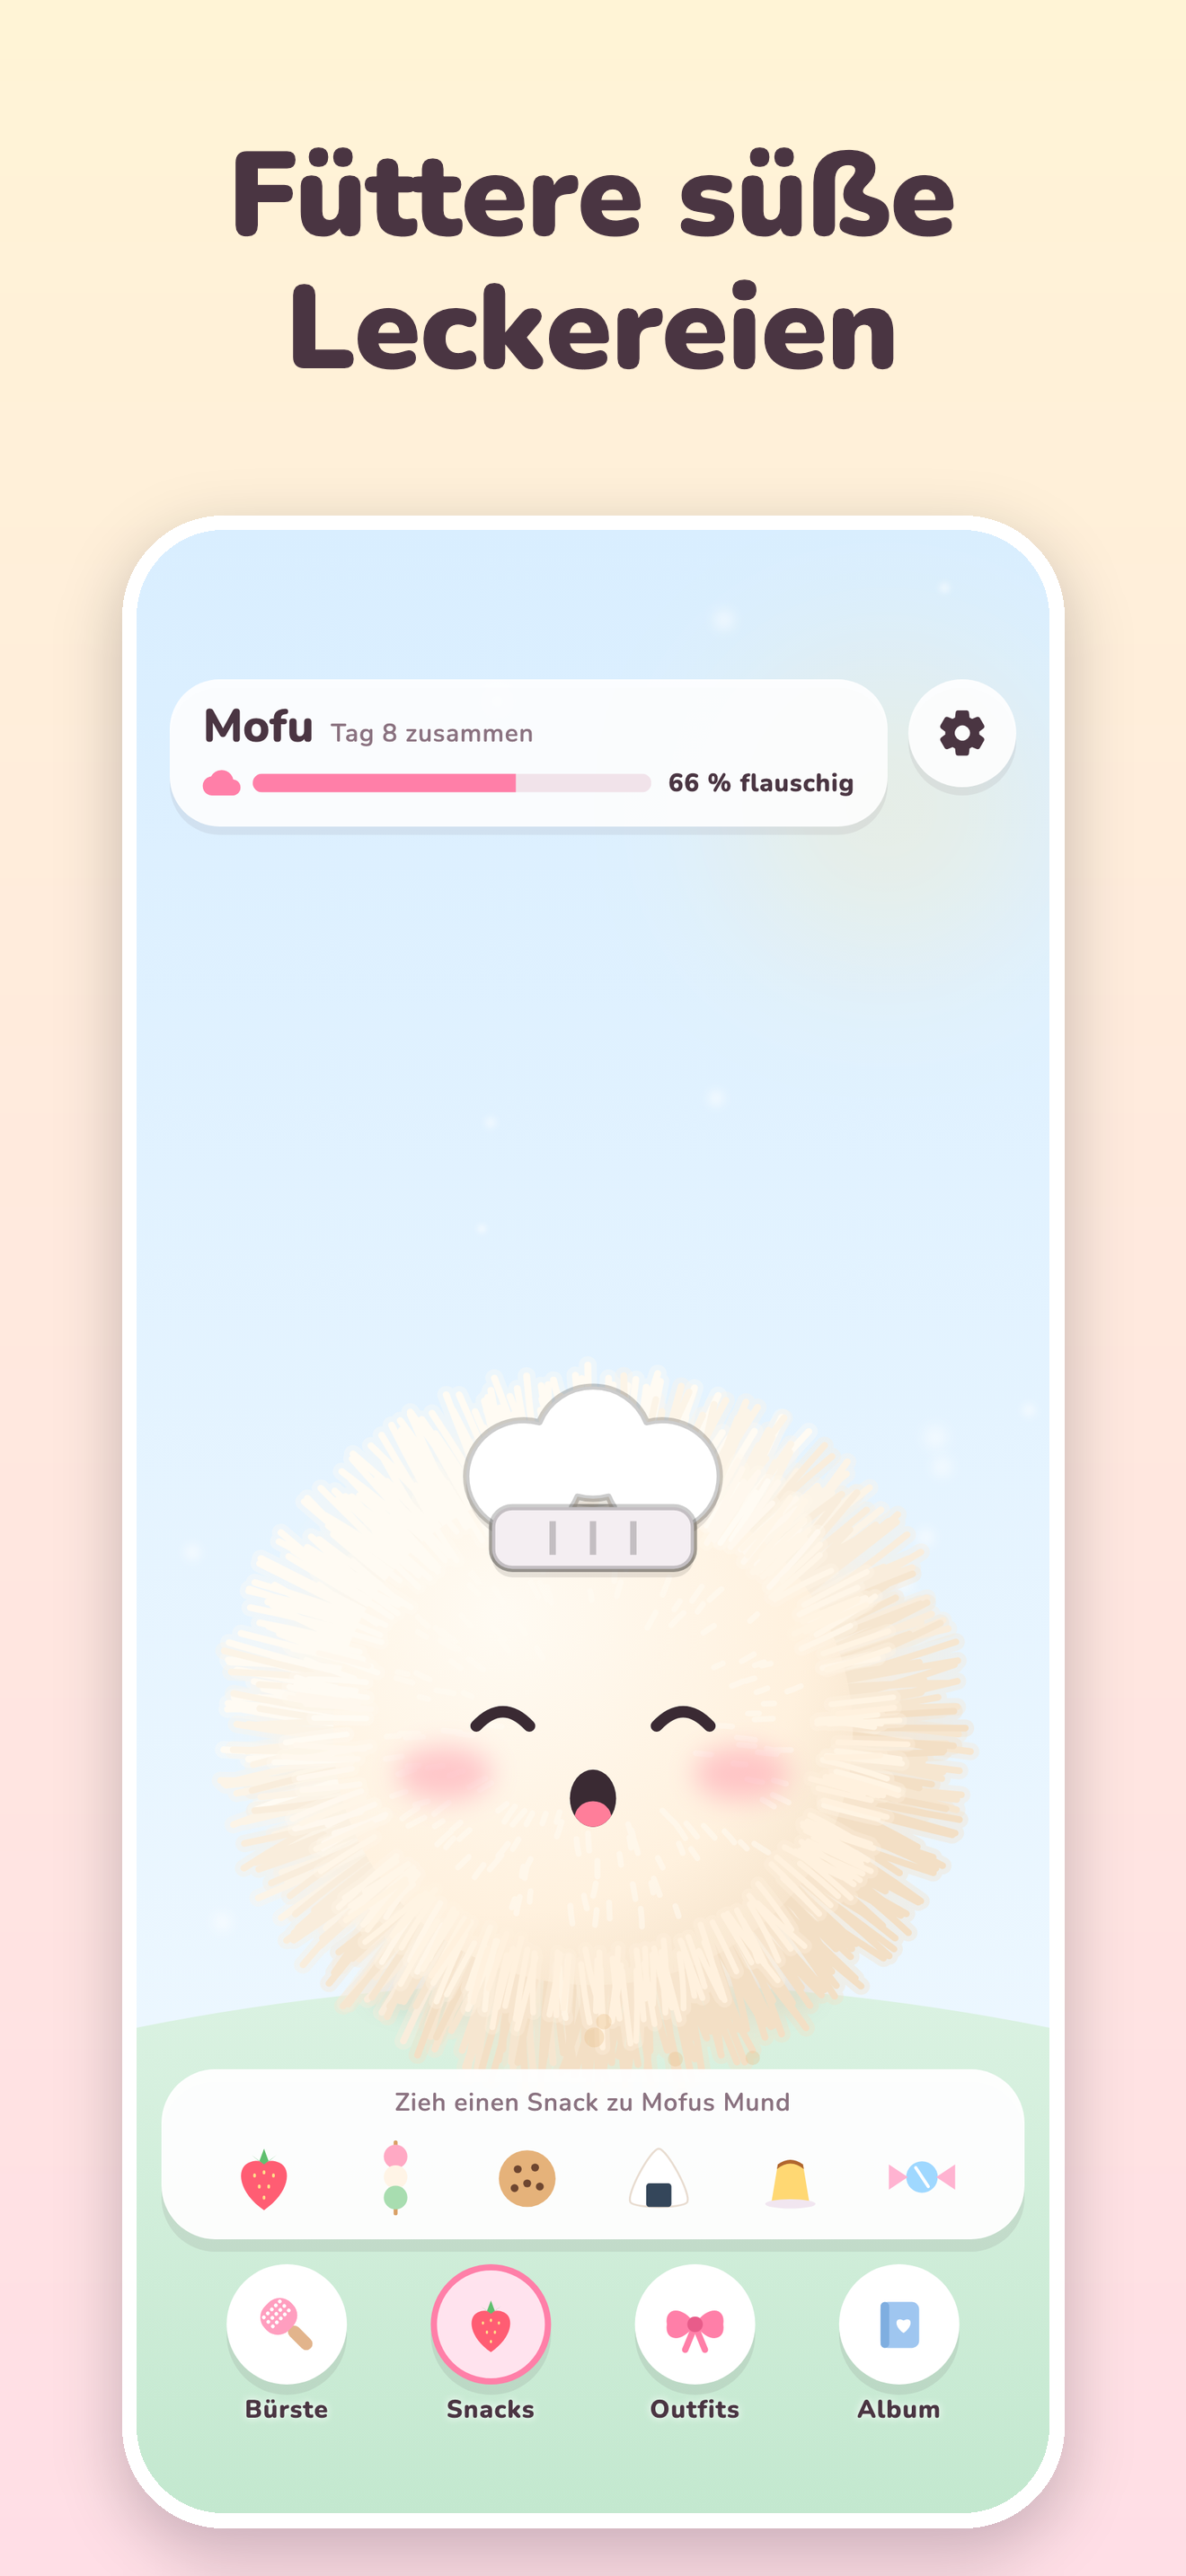 Füttere süße
Leckereien
Mofu Tag 8 zusammen
66 % flauschig
Zieh einen Snack zu Mofus Mund
Bürste Snacks Outfits Album